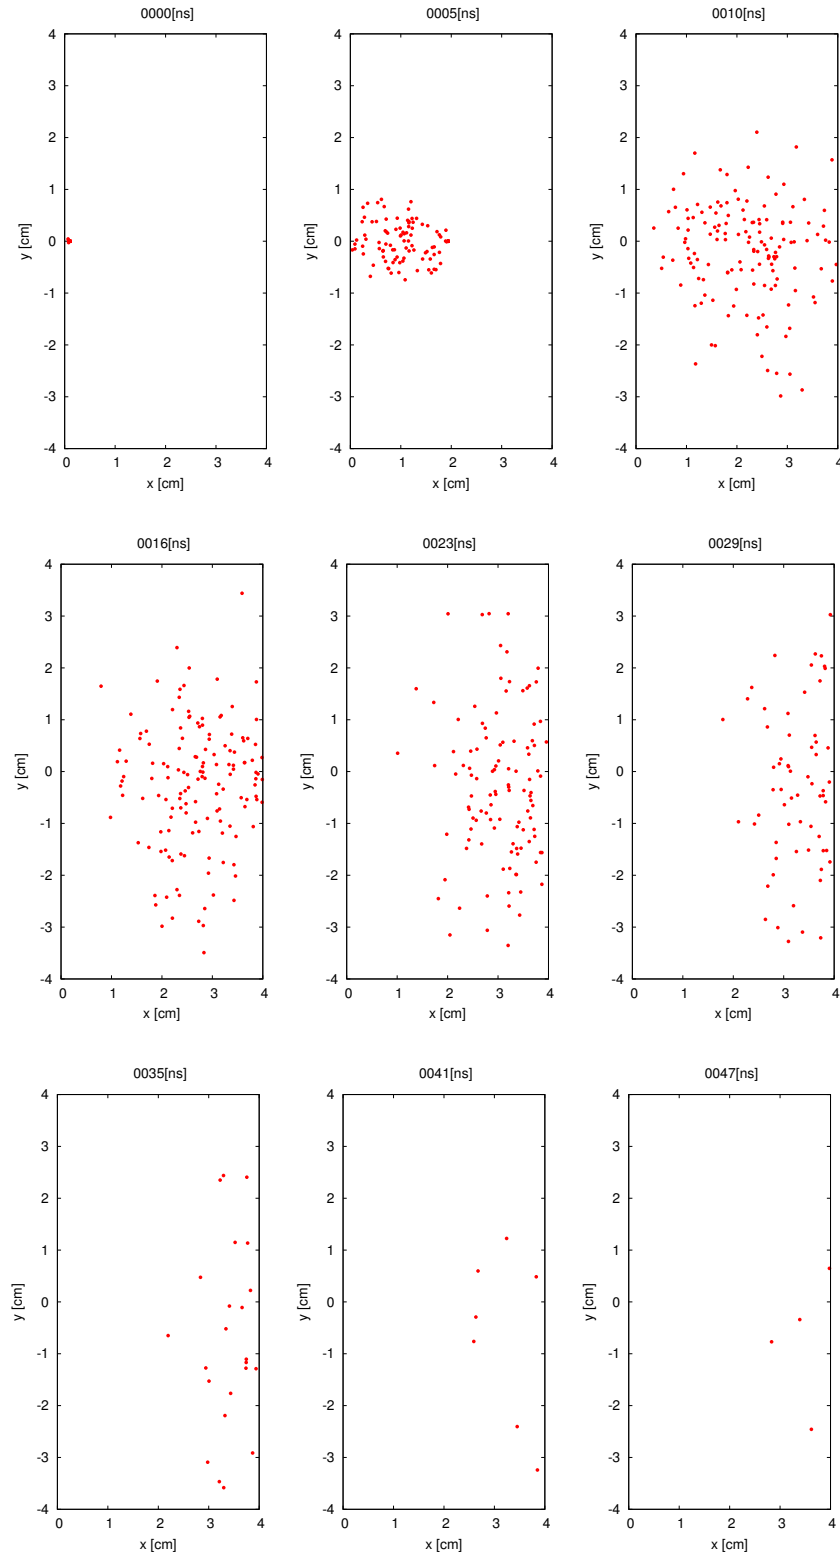 0000[ns] 0005[ns] 0010[ns]
4 4 4
3 3 3
2 2 2
1 1 1
y [cm] 0 y [cm] 0 y [cm] 0
-1 -1 -1
-2 -2 -2
-3 -3 -3
-4 -4 -4
0 1 2 3 4 0 1 2 3 4 0 1 2 3 4
x [cm] x [cm] x [cm]
0016[ns] 0023[ns] 0029[ns]
4 4 4
3 3 3
2 2 2
1 1 1
y [cm] 0 y [cm] 0 y [cm] 0
-1 -1 -1
-2 -2 -2
-3 -3 -3
-4 -4 -4
0 1 2 3 4 0 1 2 3 4 0 1 2 3 4
x [cm] x [cm] x [cm]
0035[ns] 0041[ns] 0047[ns]
4 4 4
3 3 3
2 2 2
1 1 1
y [cm] 0 y [cm] 0 y [cm] 0
-1 -1 -1
-2 -2 -2
-3 -3 -3
-4 -4 -4
0 1 2 3 4 0 1 2 3 4 0 1 2 3 4
x [cm] x [cm] x [cm]